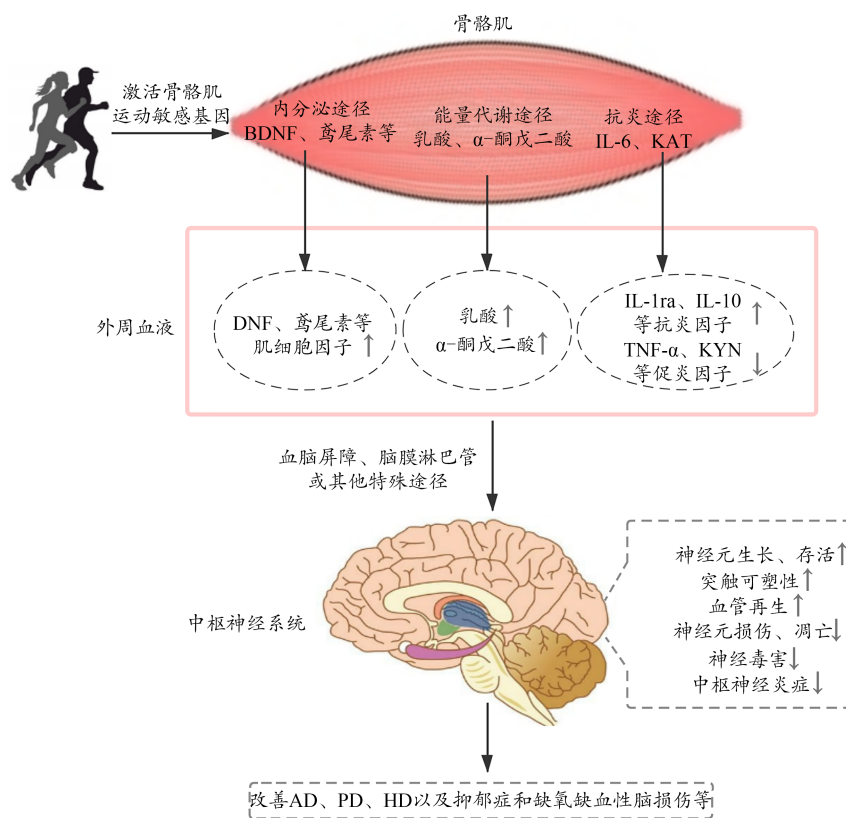 骨骼肌
激活骨骼肌
运动敏感基因
内分泌途径
BDNF、鸢尾素等
能量代谢途径
乳酸、α-酮戊二酸
抗炎途径
IL-6、KAT
外周血液
DNF、鸢尾素等
肌细胞因子↑
乳酸↑
α-酮戊二酸↑
IL-1ra、IL-10
等抗炎因子↑
TNF-α、KYN
等促炎因子↓
血脑屏障、脑膜淋巴管
或其他特殊途径
中枢神经系统
神经元生长、存活↑
突触可塑性↑
血管再生↑
神经元损伤、凋亡↓
神经毒害↓
中枢神经炎症↓
改善AD、PD、HD以及抑郁症和缺氧缺血性脑损伤等